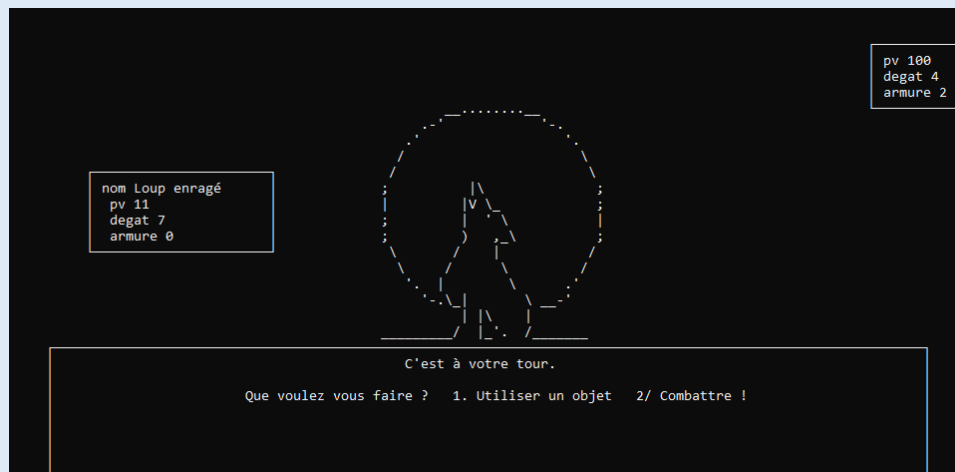 pv 100
degat 4
armure 2
nom Loup enragé
pv 11
degat 7
armure 0
C'est à votre tour.
Que voulez vous faire ? 1. Utiliser un objet 2/ Combattre !